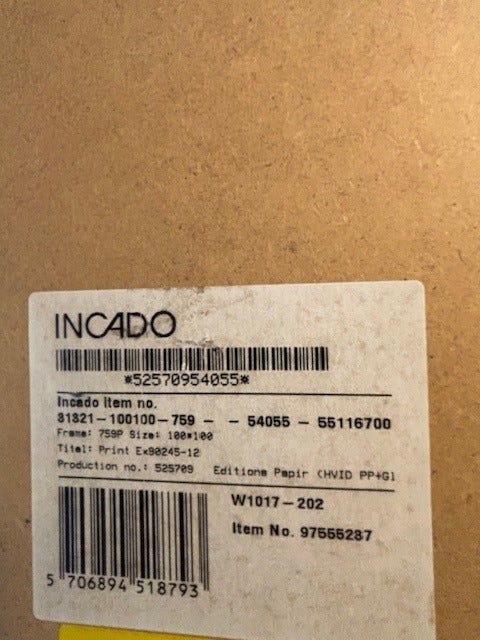 INCADO
*52570954055*
Incado item no.
81821-100100-759 - - 54055 - 55116700
Frame: 759P Size: 100*100
Titel: Print Ex90245-12
Production no.: 525709 Editions Papir (HVID PP+G)
W1017-202
Item No. 97555287
5 706894 518793